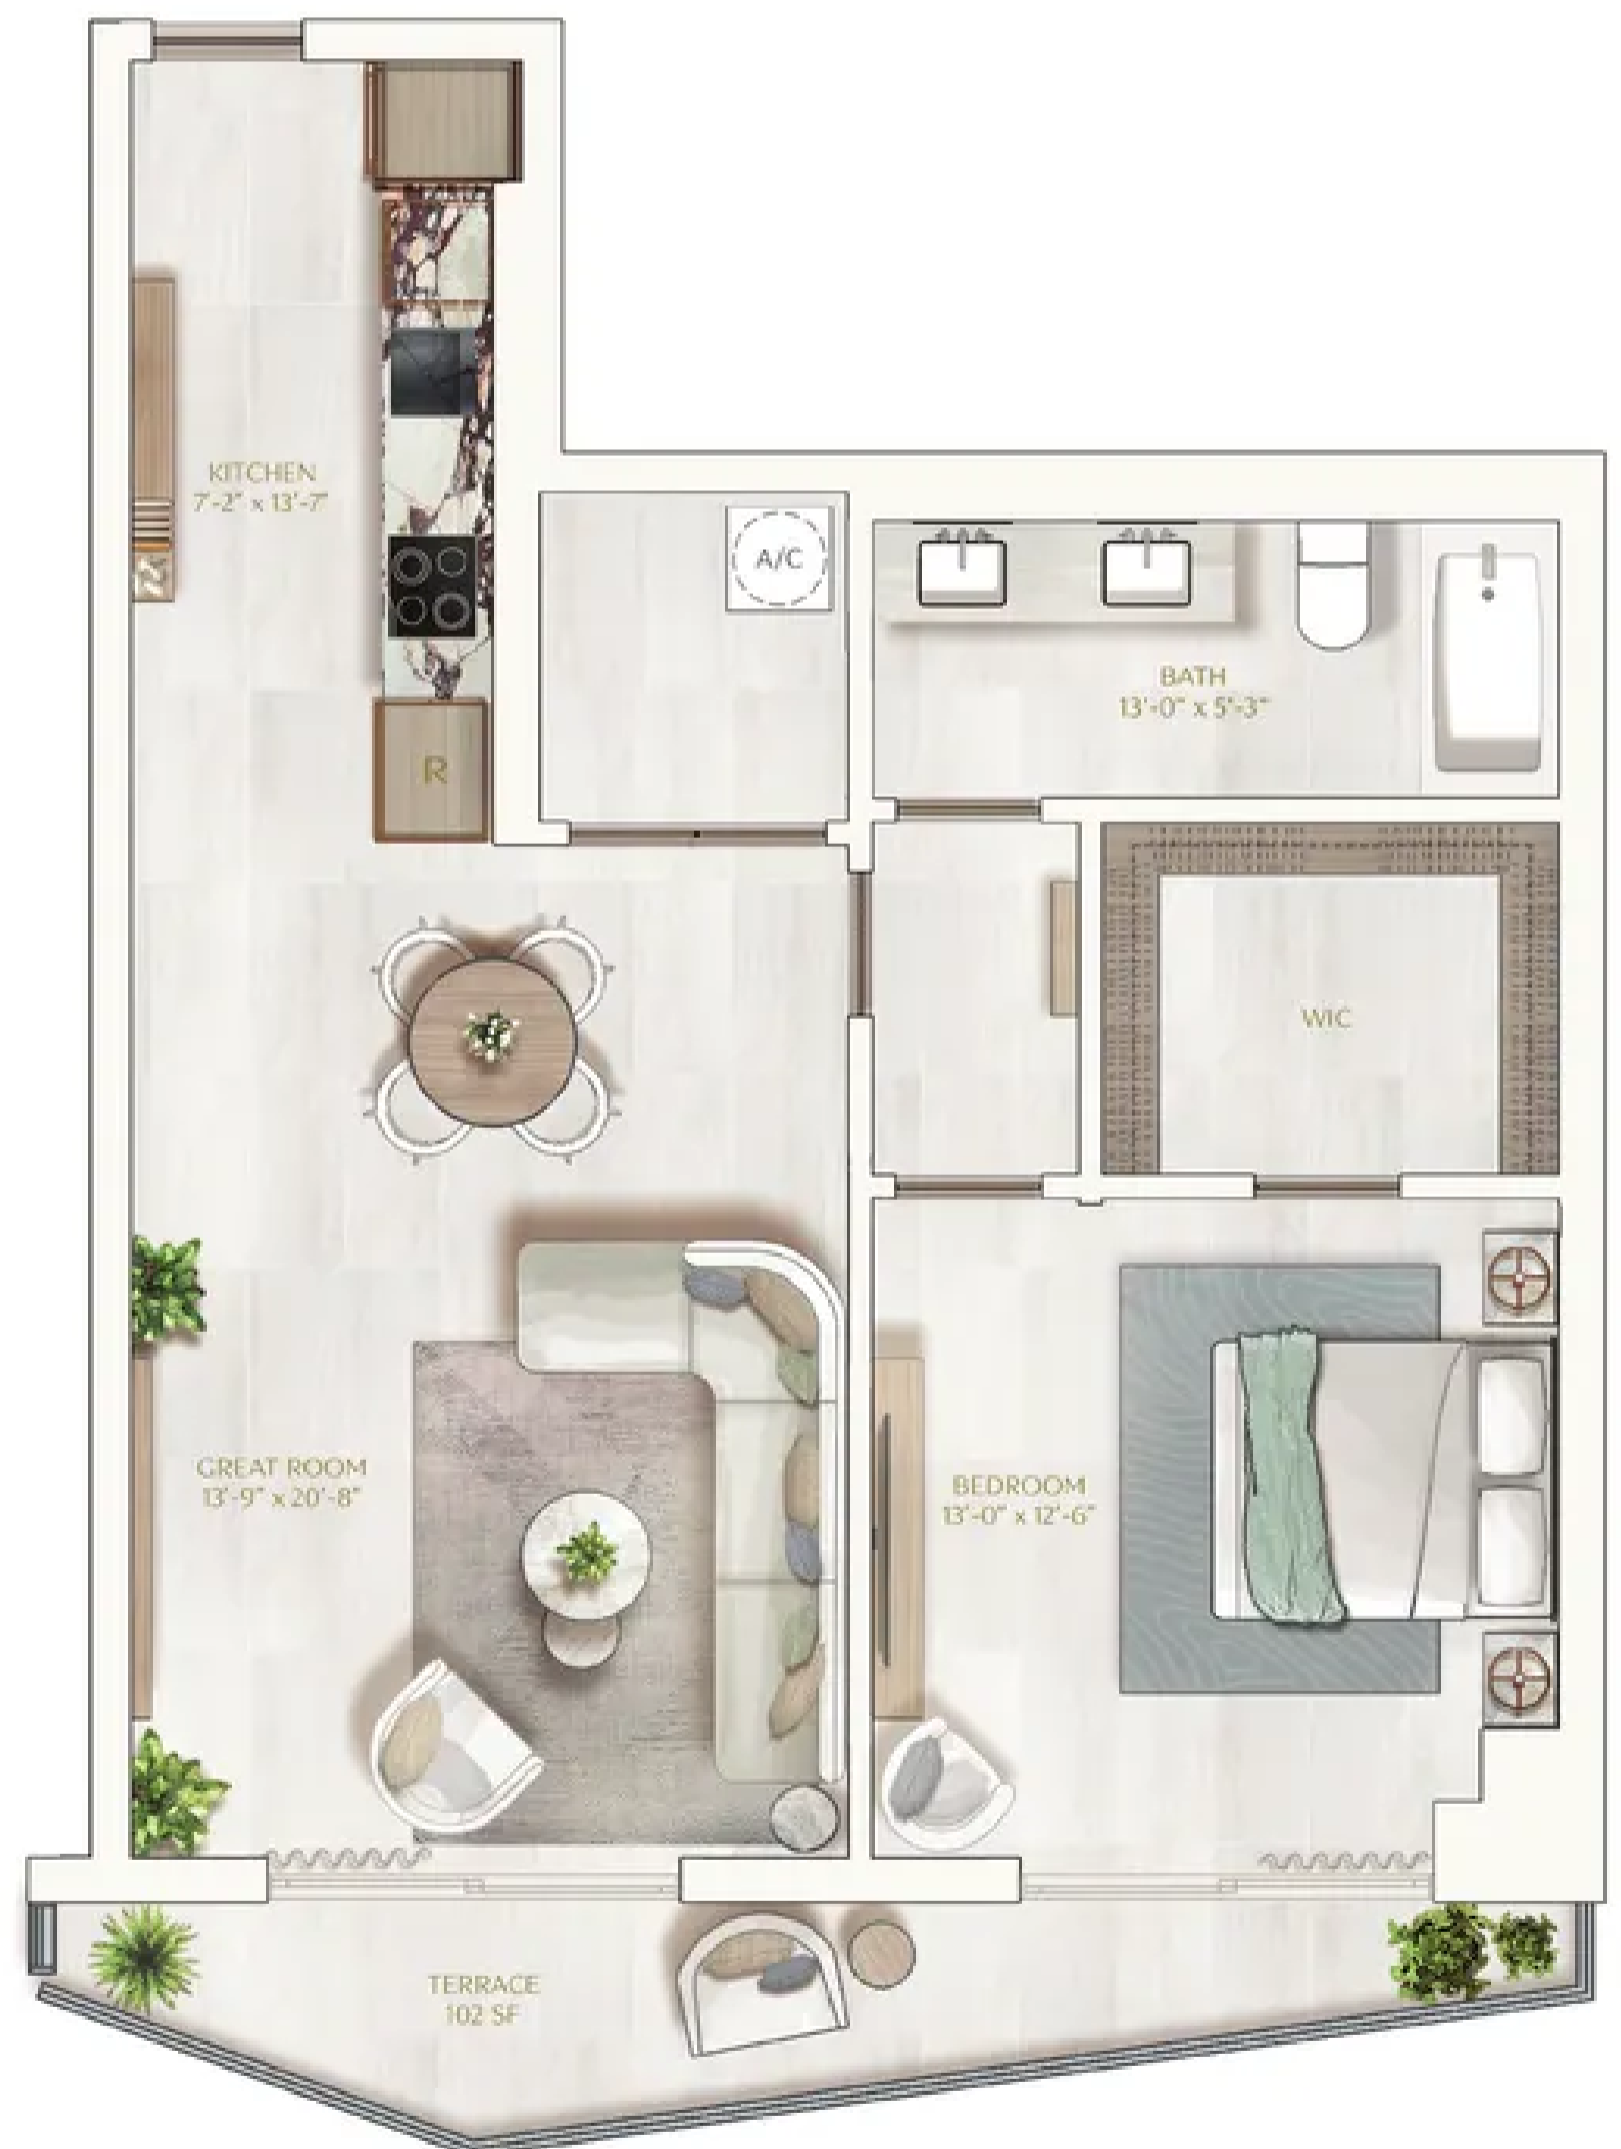 KITCHEN
7'-2" x 13'-7"
A/C
BATH
13'-0" x 5'-3"
R
WIC
GREAT ROOM
13'-9" x 20'-8"
BEDROOM
13'-0" x 12'-6"
TERRACE
102 SF